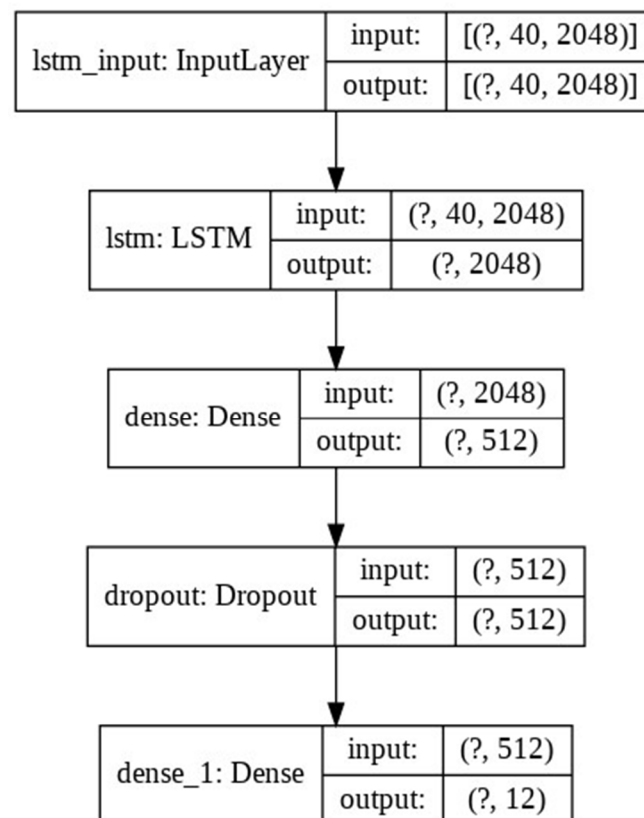 lstm_input: InputLayer
input:
[(?, 40, 2048)]
output:
[(?, 40, 2048)]
lstm: LSTM
input:
(?, 40, 2048)
output:
(?, 2048)
dense: Dense
input:
(?, 2048)
output:
(?, 512)
dropout: Dropout
input:
(?, 512)
output:
(?, 512)
dense_1: Dense
input:
(?, 512)
output:
(?, 12)